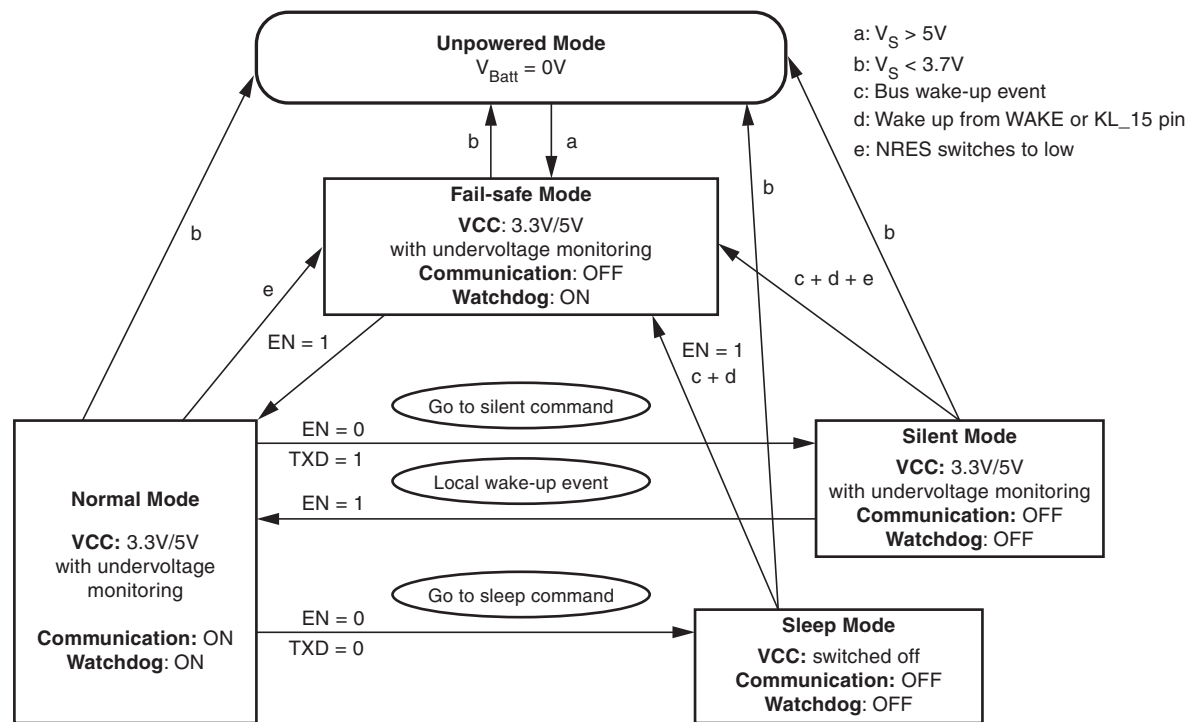 Unpowered Mode
V_Batt = 0V
a: V_S > 5V
b: V_S < 3.7V
c: Bus wake-up event
d: Wake up from WAKE or KL_15 pin
e: NRES switches to low
b
a
b
b
b
Fail-safe Mode
VCC: 3.3V/5V
with undervoltage monitoring
Communication: OFF
Watchdog: ON
e
c + d + e
EN = 1
EN = 1
c + d
Go to silent command
EN = 0
TXD = 1
Local wake-up event
EN = 1
Silent Mode
VCC: 3.3V/5V
with undervoltage monitoring
Communication: OFF
Watchdog: OFF
Normal Mode
VCC: 3.3V/5V
with undervoltage
monitoring
Communication: ON
Watchdog: ON
Go to sleep command
EN = 0
TXD = 0
Sleep Mode
VCC: switched off
Communication: OFF
Watchdog: OFF